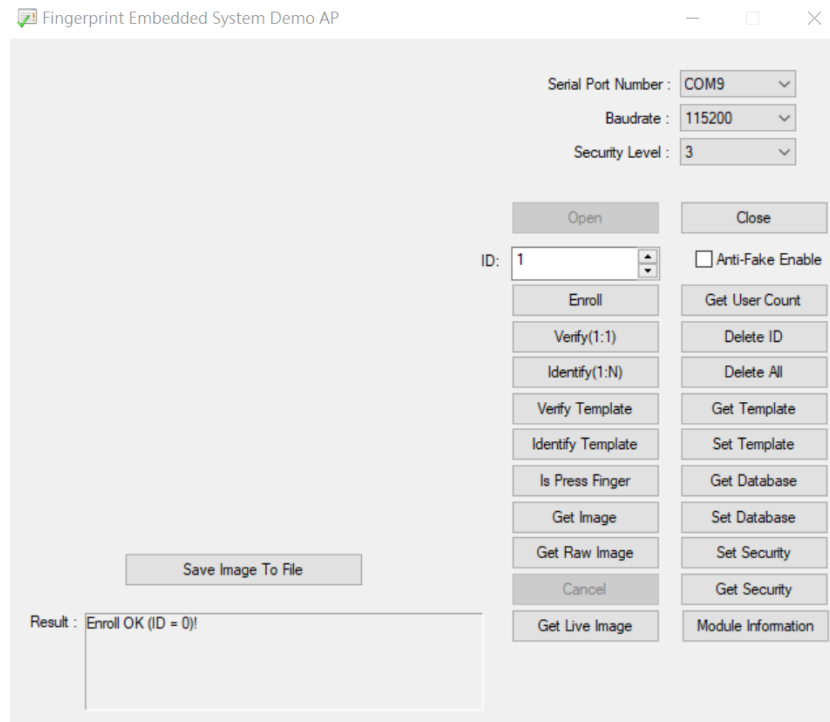 Fingerprint Embedded System Demo AP
Serial Port Number : COM9
Baudrate : 115200
Security Level : 3
Open Close
ID: 1 Anti-Fake Enable
Enroll Get User Count
Verify(1:1) Delete ID
Identify(1:N) Delete All
Verify Template Get Template
Identify Template Set Template
Is Press Finger Get Database
Get Image Set Database
Get Raw Image Set Security
Save Image To File
Cancel Get Security
Result : Enroll OK (ID = 0)!
Get Live Image Module Information